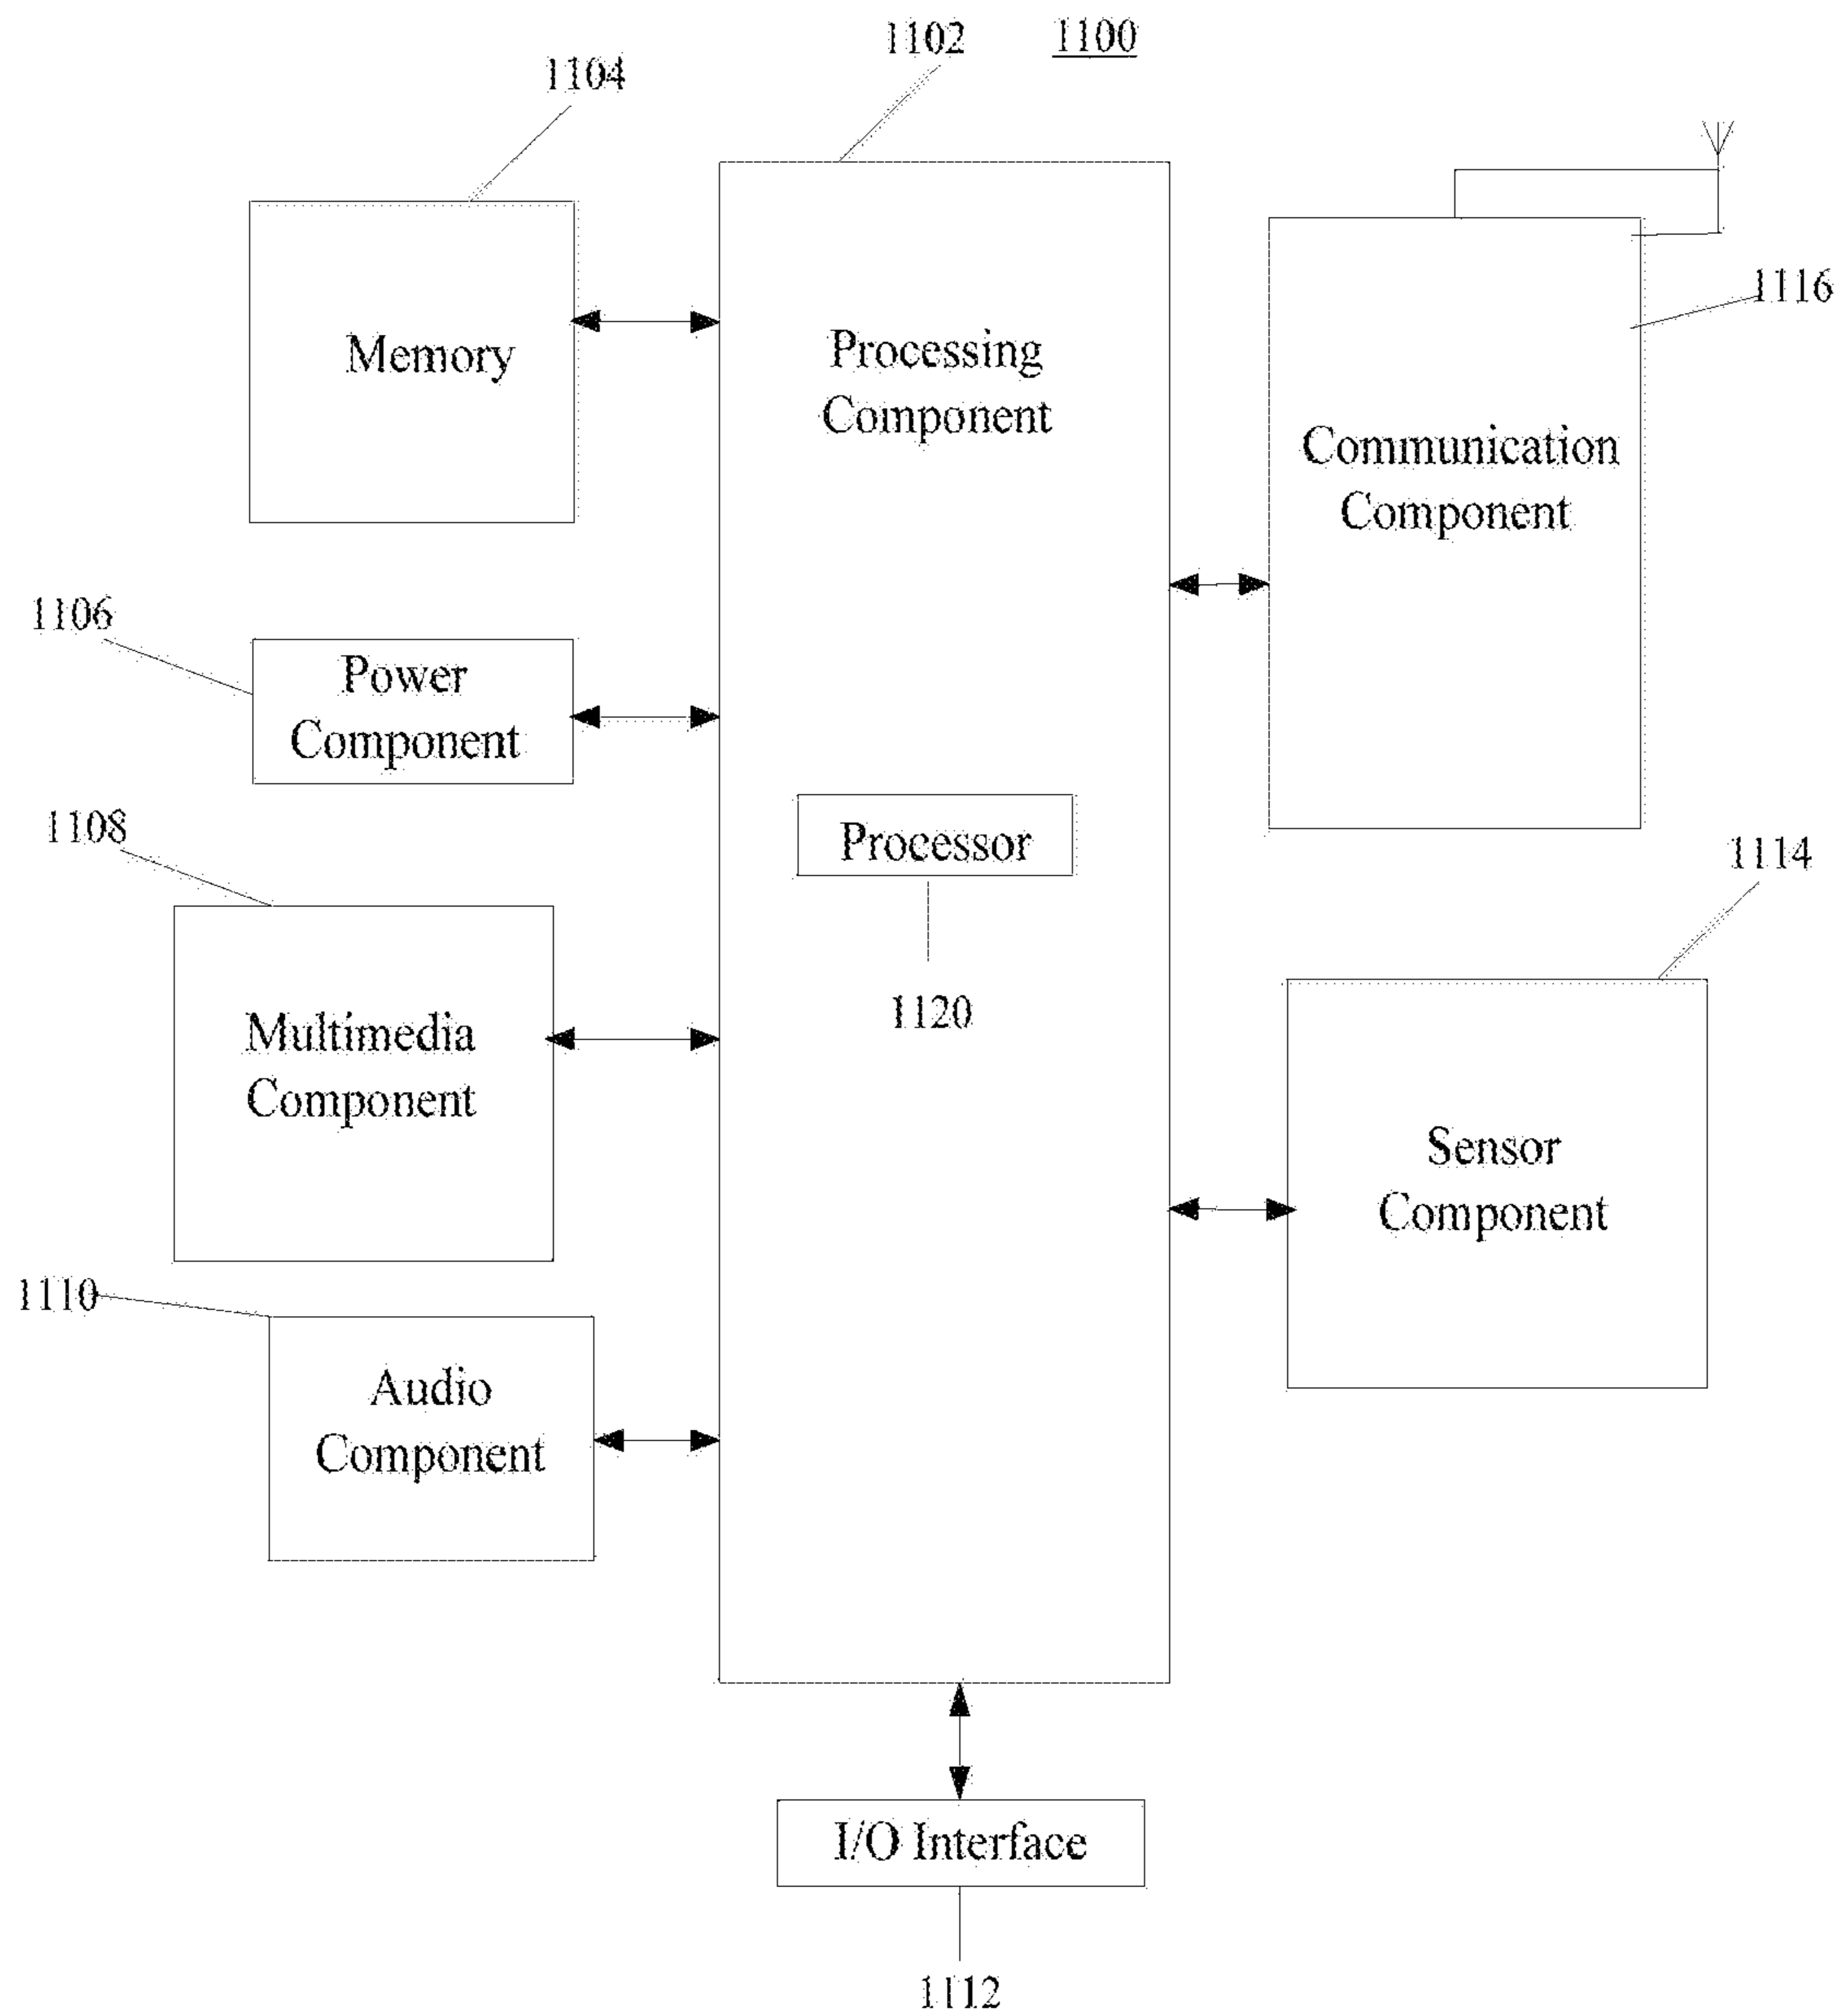 1102
1100
1104
Memory
Processing
Component
1116
Communication
Component
1106
Power
Component
1108
Processor
1114
1120
Multimedia
Component
Sensor
Component
1110
Audio
Component
I/O Interface
1112